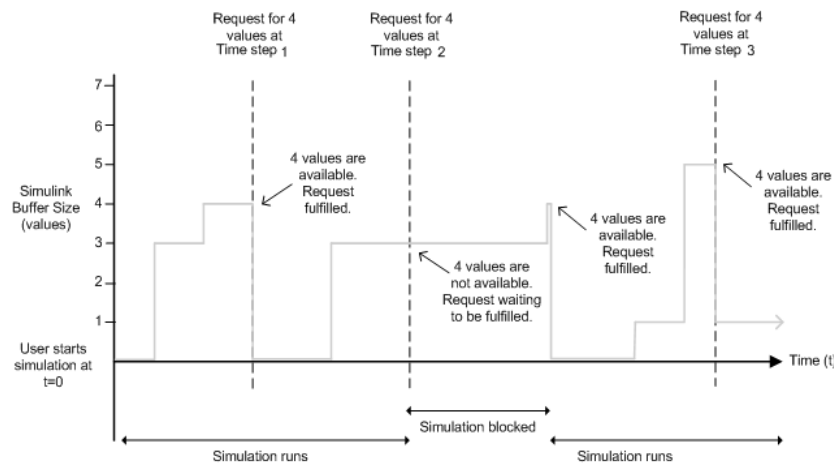 Request for 4
values at
Time step 1
Request for 4
values at
Time step 2
Request for 4
values at
Time step 3
7
6
5
4
3
2
1
Simulink
Buffer Size
(values)
4 values are
available.
Request
fulfilled.
4 values are
not available.
Request waiting
to be fulfilled.
4 values are
available.
Request
fulfilled.
4 values are
available.
Request
fulfilled.
User starts
simulation at
t=0
Time (t)
Simulation blocked
Simulation runs
Simulation runs